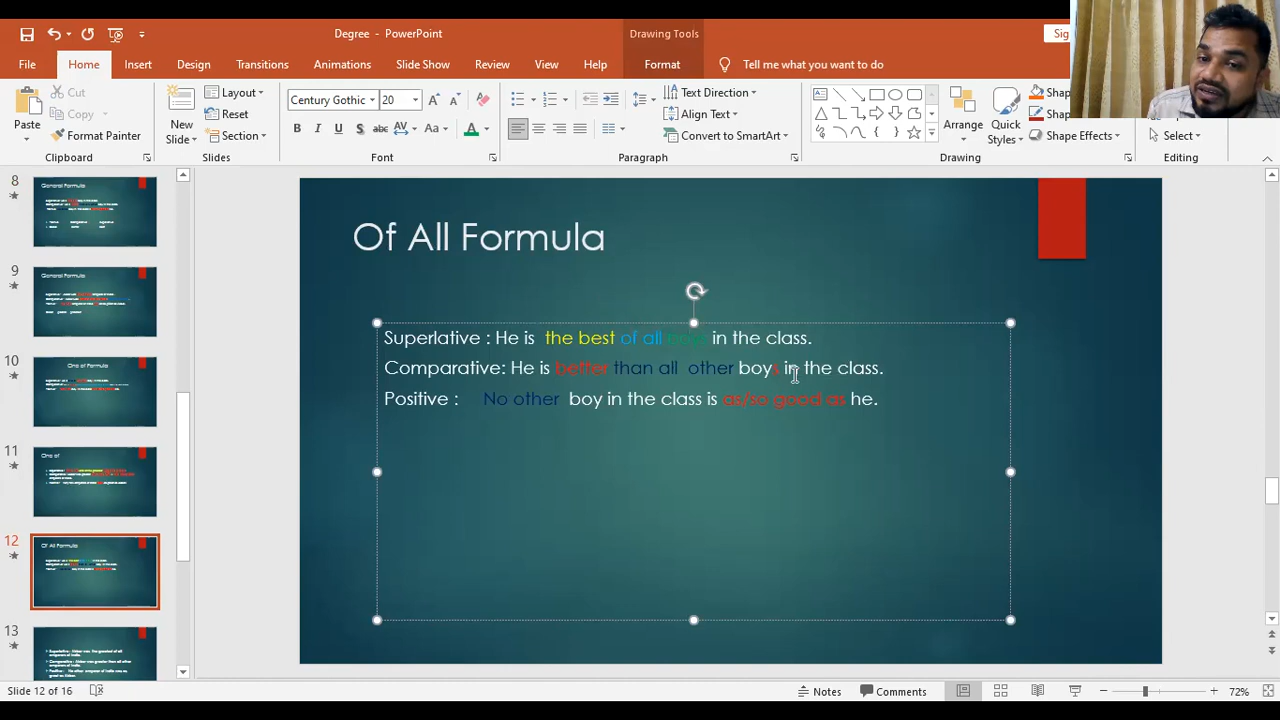 Degree - PowerPoint
Drawing Tools
Sig
File Home Insert Design Transitions Animations Slide Show Review View Help Format Tell me what you want to do
Paste
Cut
Copy
Format Painter
Clipboard
New Slide
Layout
Reset
Section
Slides
Century Gothic 20
B I U S abc AV Aa A
Font
Text Direction
Align Text
Convert to SmartArt
Paragraph
Arrange
Quick Styles
Shap
Shap
Shape Effects
Drawing
Select
Editing
8
General Formula
9
General Formula
10
One of Formula
11
One of
12
Of All Formula
13
Of All Formula
Superlative : He is the best of all boys in the class.
Comparative: He is better than all other boys in the class.
Positive : No other boy in the class is as/so good as he.
Slide 12 of 16
Notes
Comments
72%